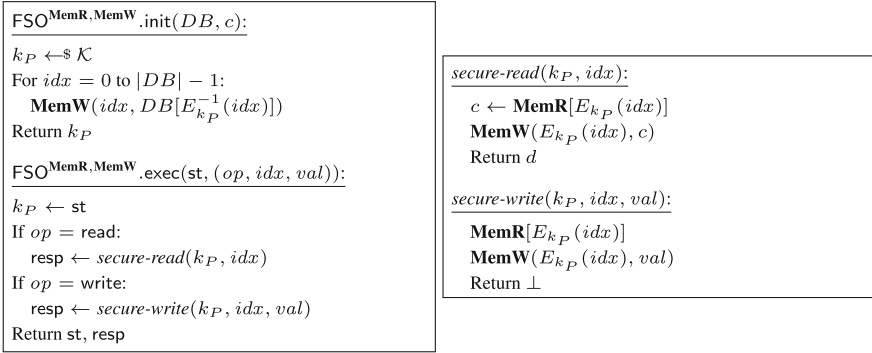 FSO^{MemR,MemW}.init(DB, c):
k_P ←$ 𝒦
For idx = 0 to |DB| − 1:
MemW(idx, DB[E^{-1}_{k_P}(idx)])
Return k_P
FSO^{MemR,MemW}.exec(st, (op, idx, val)):
k_P ← st
If op = read:
resp ← secure-read(k_P, idx)
If op = write:
resp ← secure-write(k_P, idx, val)
Return st, resp
secure-read(k_P, idx):
c ← MemR[E_{k_P}(idx)]
MemW(E_{k_P}(idx), c)
Return d
secure-write(k_P, idx, val):
MemR[E_{k_P}(idx)]
MemW(E_{k_P}(idx), val)
Return ⊥